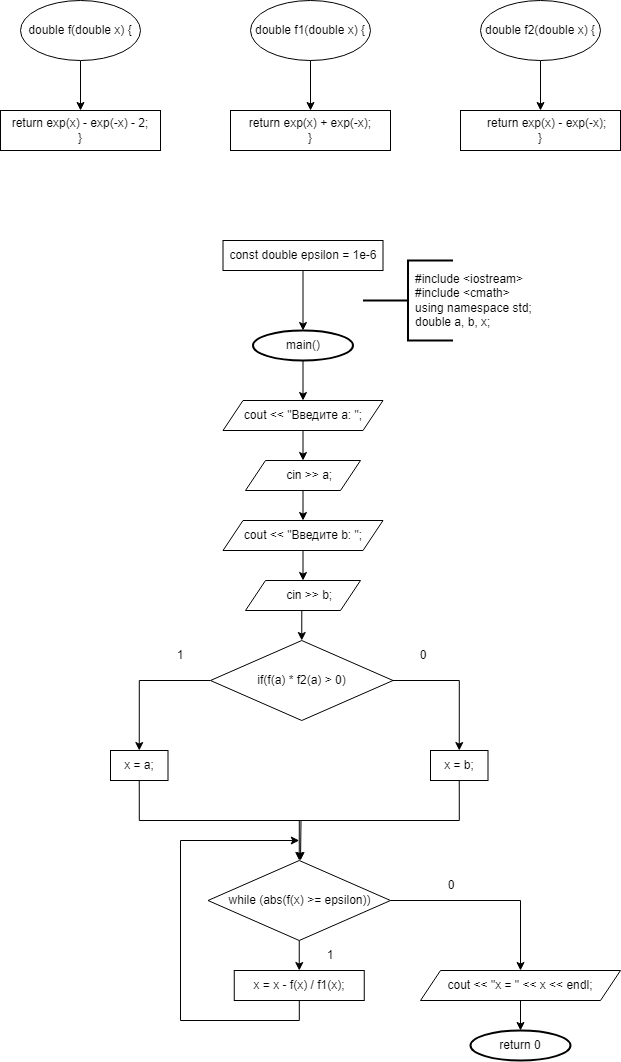 double f(double x) {
double f1(double x) {
double f2(double x) {
return exp(x) - exp(-x) - 2;
}
return exp(x) + exp(-x);
}
return exp(x) - exp(-x);
}
const double epsilon = 1e-6
#include <iostream>
#include <cmath>
using namespace std;
double a, b, x;
main()
cout << "Введите a: ";
cin >> a;
cout << "Введите b: ";
cin >> b;
1
0
if(f(a) * f2(a) > 0)
x = a;
x = b;
0
while (abs(f(x) >= epsilon))
1
x = x - f(x) / f1(x);
cout << "x = " << x << endl;
return 0